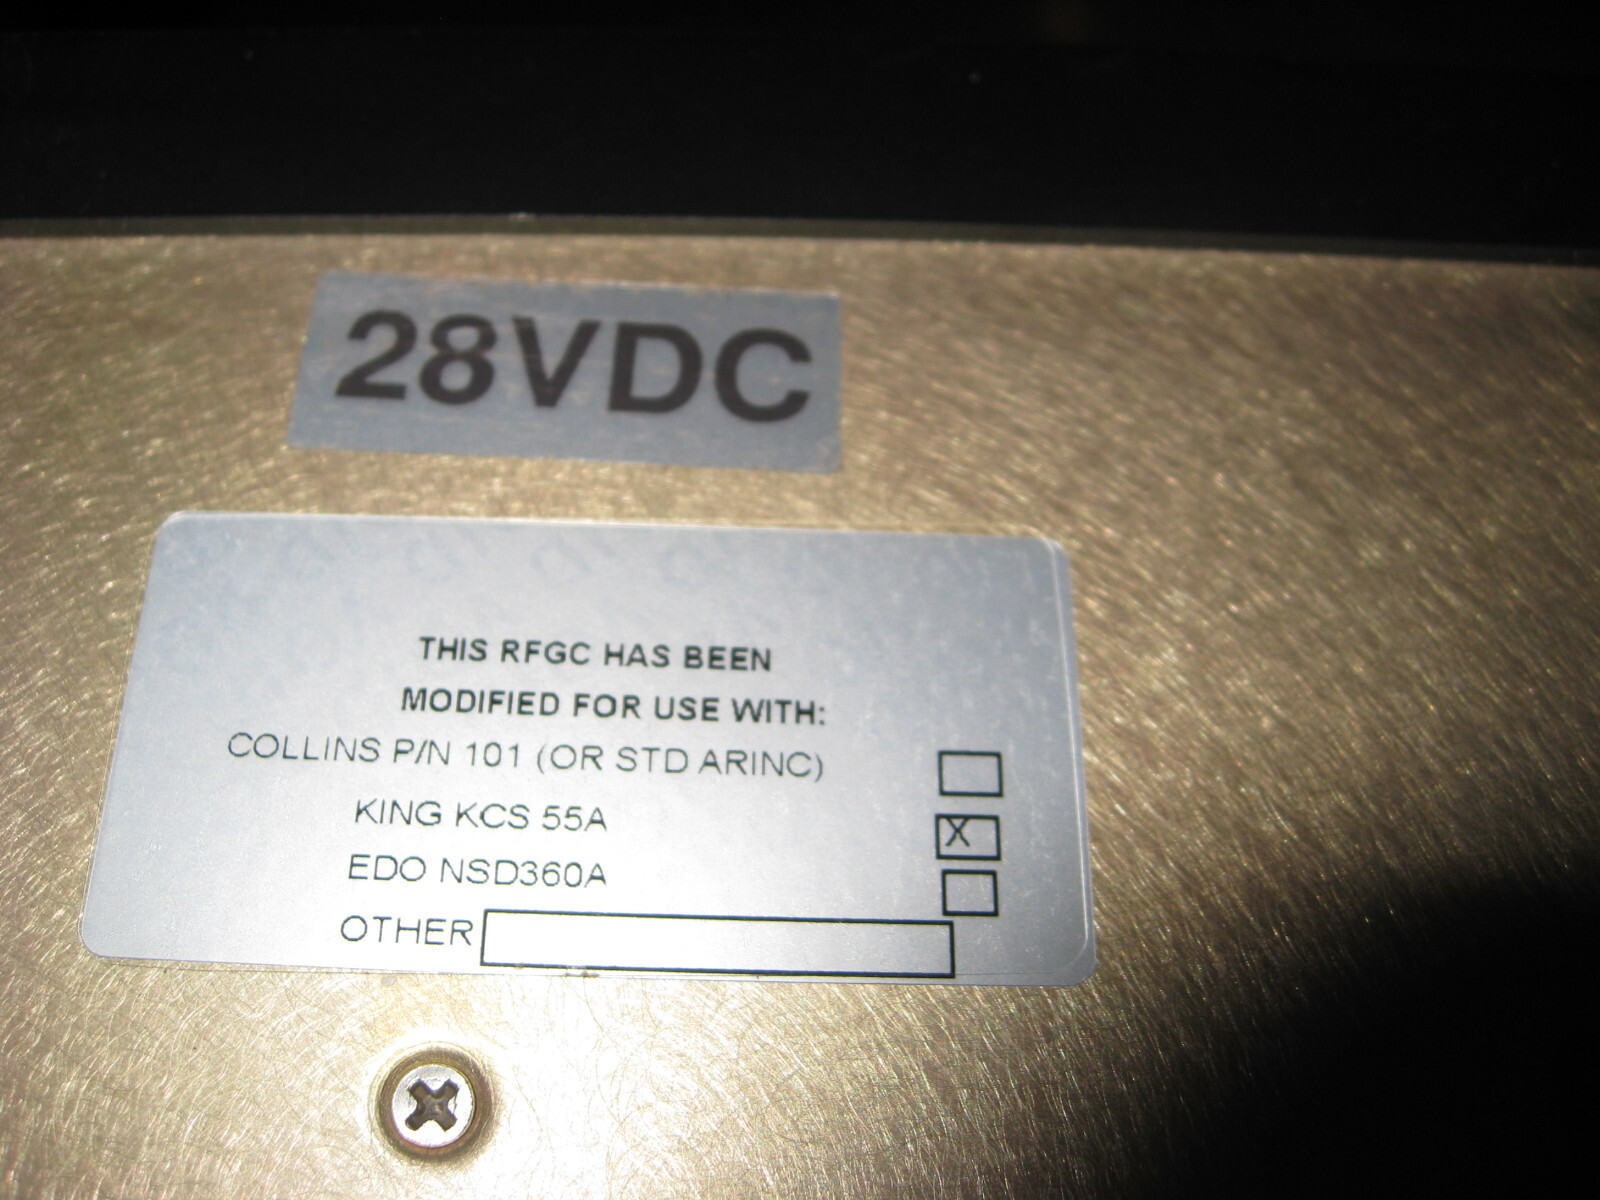 28VDC
THIS RFGC HAS BEEN
MODIFIED FOR USE WITH:
COLLINS P/N 101 (OR STD ARINC)
KING KCS 55A X
EDO NSD360A
OTHER